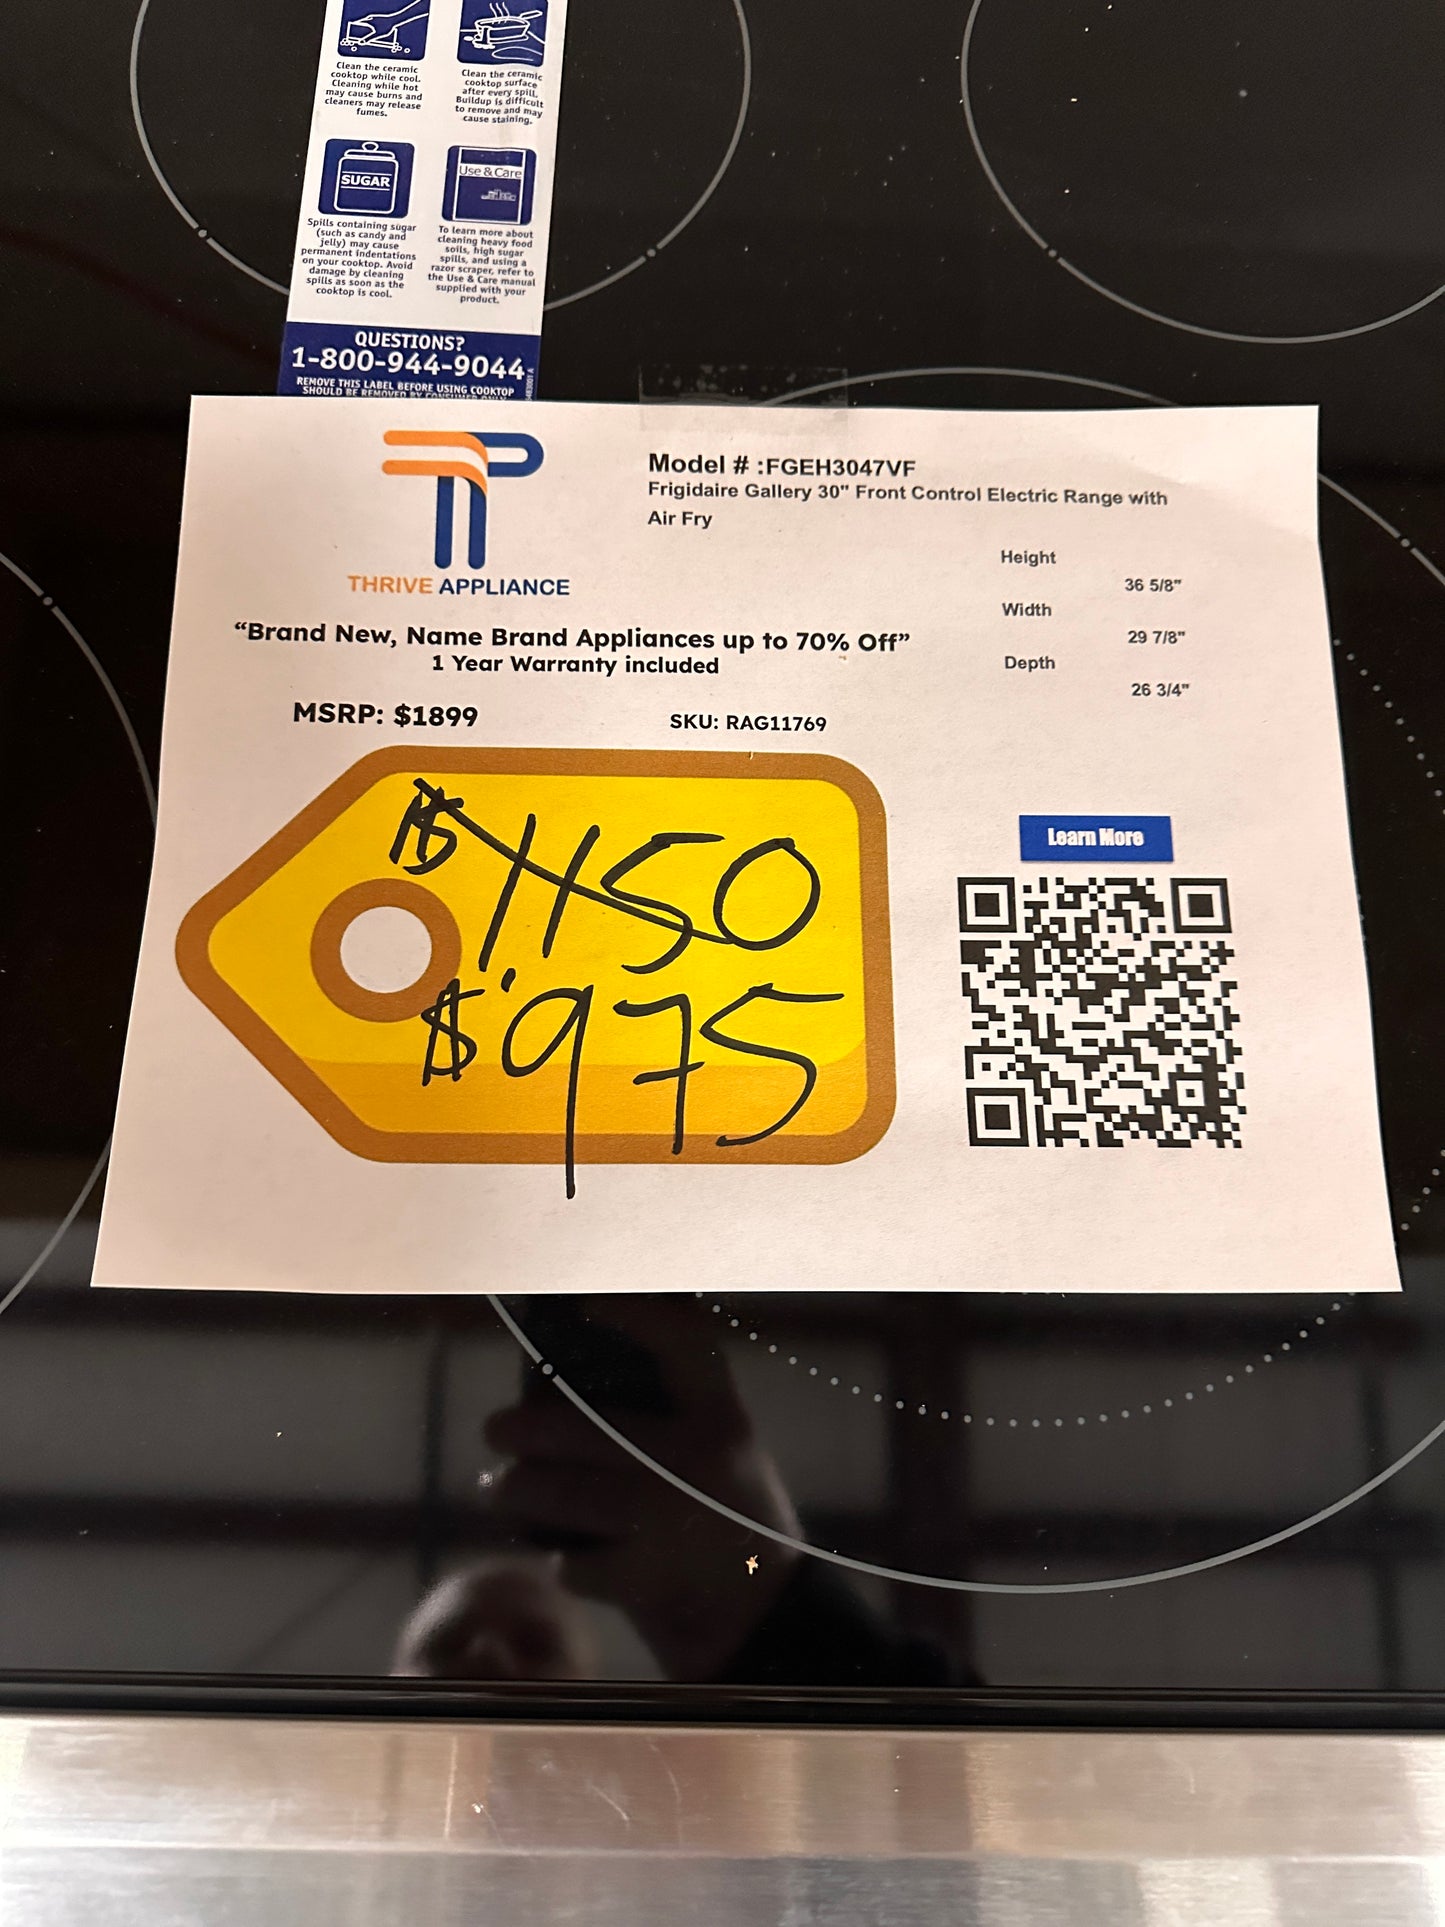 Clean the ceramic
cooktop while cool.
Cleaning while hot
may cause burns and
cleaners may release
fumes.
Clean the ceramic
cooktop surface
after every spill.
Buildup is difficult
to remove and may
cause staining.
SUGAR
Spills containing sugar
(such as candy and
jelly) may cause
permanent indentations
on your cooktop. Avoid
damage by cleaning
spills as soon as the
cooktop is cool.
Use & Care
To learn more about
cleaning heavy food
soils, high sugar
spills, and using a
razor scraper, refer to
the Use & Care manual
supplied with your
product.
QUESTIONS?
1-800-944-9044
REMOVE THIS LABEL BEFORE USING COOKTOP
SHOULD BE REMOVED BY CONSUMER ONLY
THRIVE APPLIANCE
Model # :FGEH3047VF
Frigidaire Gallery 30" Front Control Electric Range with
Air Fry
Height
36 5/8"
Width
29 7/8"
Depth
26 3/4"
“Brand New, Name Brand Appliances up to 70% Off”
1 Year Warranty included
MSRP: $1899
SKU: RAG11769
$1150
$975
Learn More